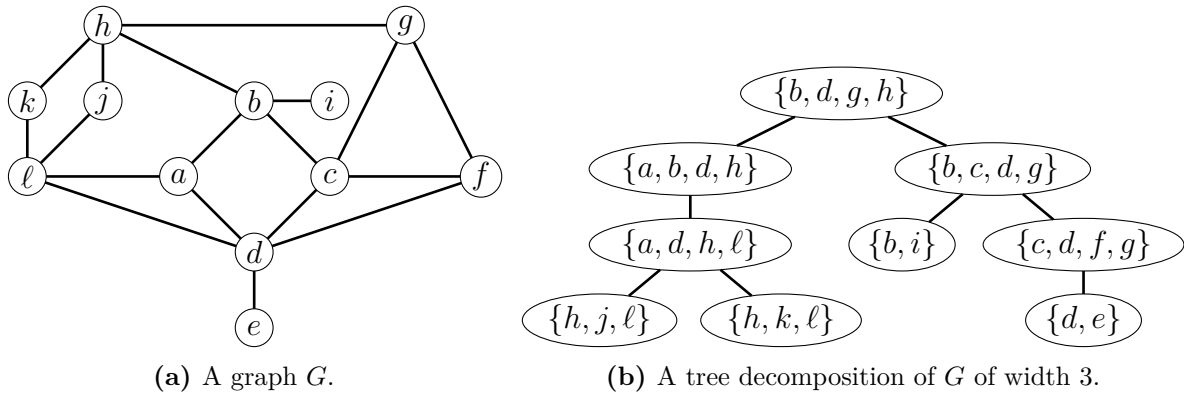 h g
k j b i
ℓ a c f
d
e
{b, d, g, h}
{a, b, d, h} {b, c, d, g}
{a, d, h, ℓ} {b, i} {c, d, f, g}
{h, j, ℓ} {h, k, ℓ} {d, e}
(a) A graph G.
(b) A tree decomposition of G of width 3.